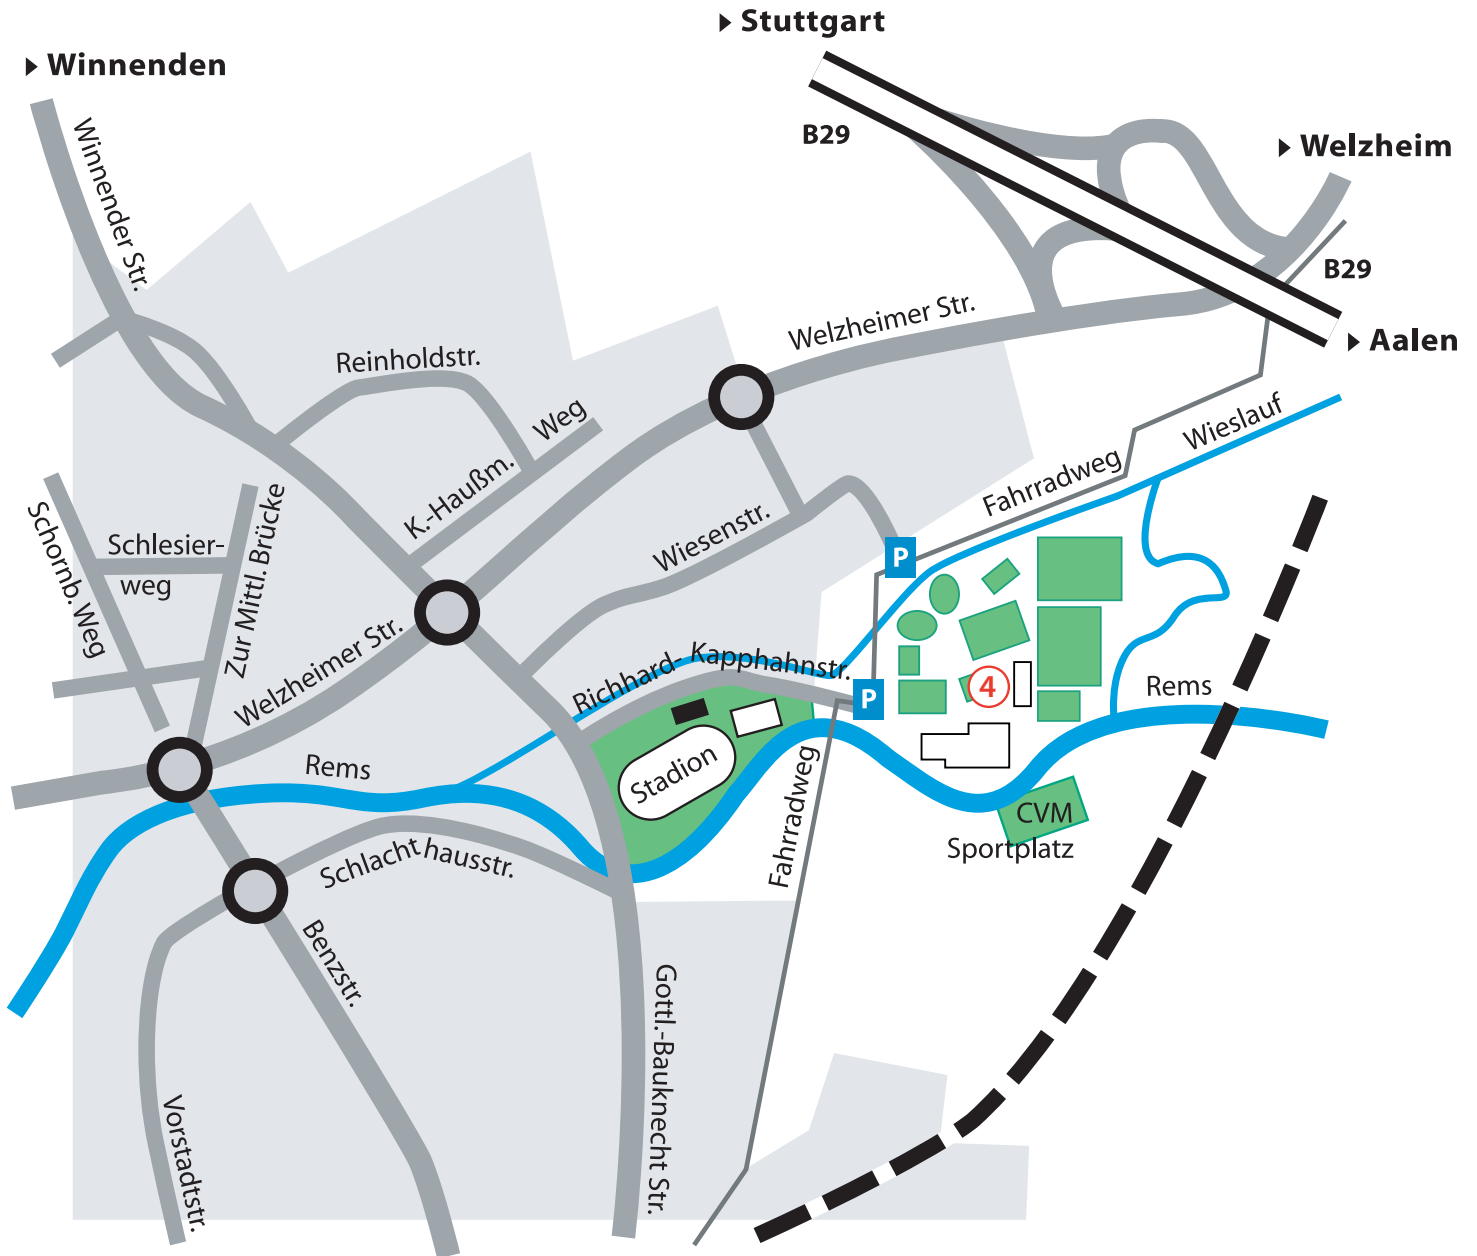 Stuttgart
Winnenden
B29
Welzheim
Winnender Str.
B29
Welzheimer Str.
Aalen
Reinholdstr.
K.-Haußm. Weg
Wieslauf
Fahrradweg
Wiesenstr.
Schornb. Weg
Schlesier-
weg
Zur Mittl. Brücke
P
Welzheimer Str.
Richhard-Kapphahnstr.
P
4
Rems
Rems
Stadion
Fahrradweg
CVM
Sportplatz
Schlachthausstr.
Benzstr.
Gottl.-Bauknecht Str.
Vorstadtstr.